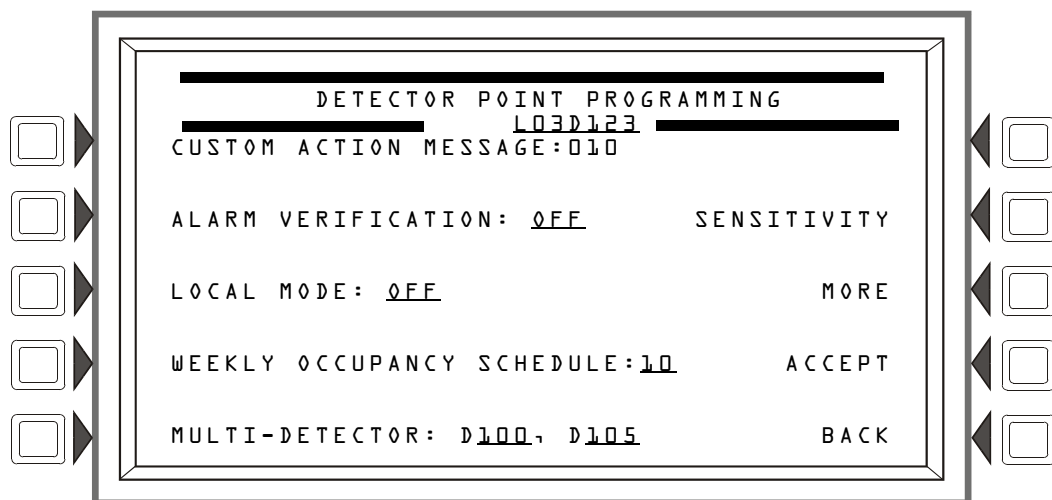 DETECTOR POINT PROGRAMMING
L03D123
CUSTOM ACTION MESSAGE:010
ALARM VERIFICATION: OFF SENSITIVITY
LOCAL MODE: OFF MORE
WEEKLY OCCUPANCY SCHEDULE:10 ACCEPT
MULTI-DETECTOR: D100, D105 BACK